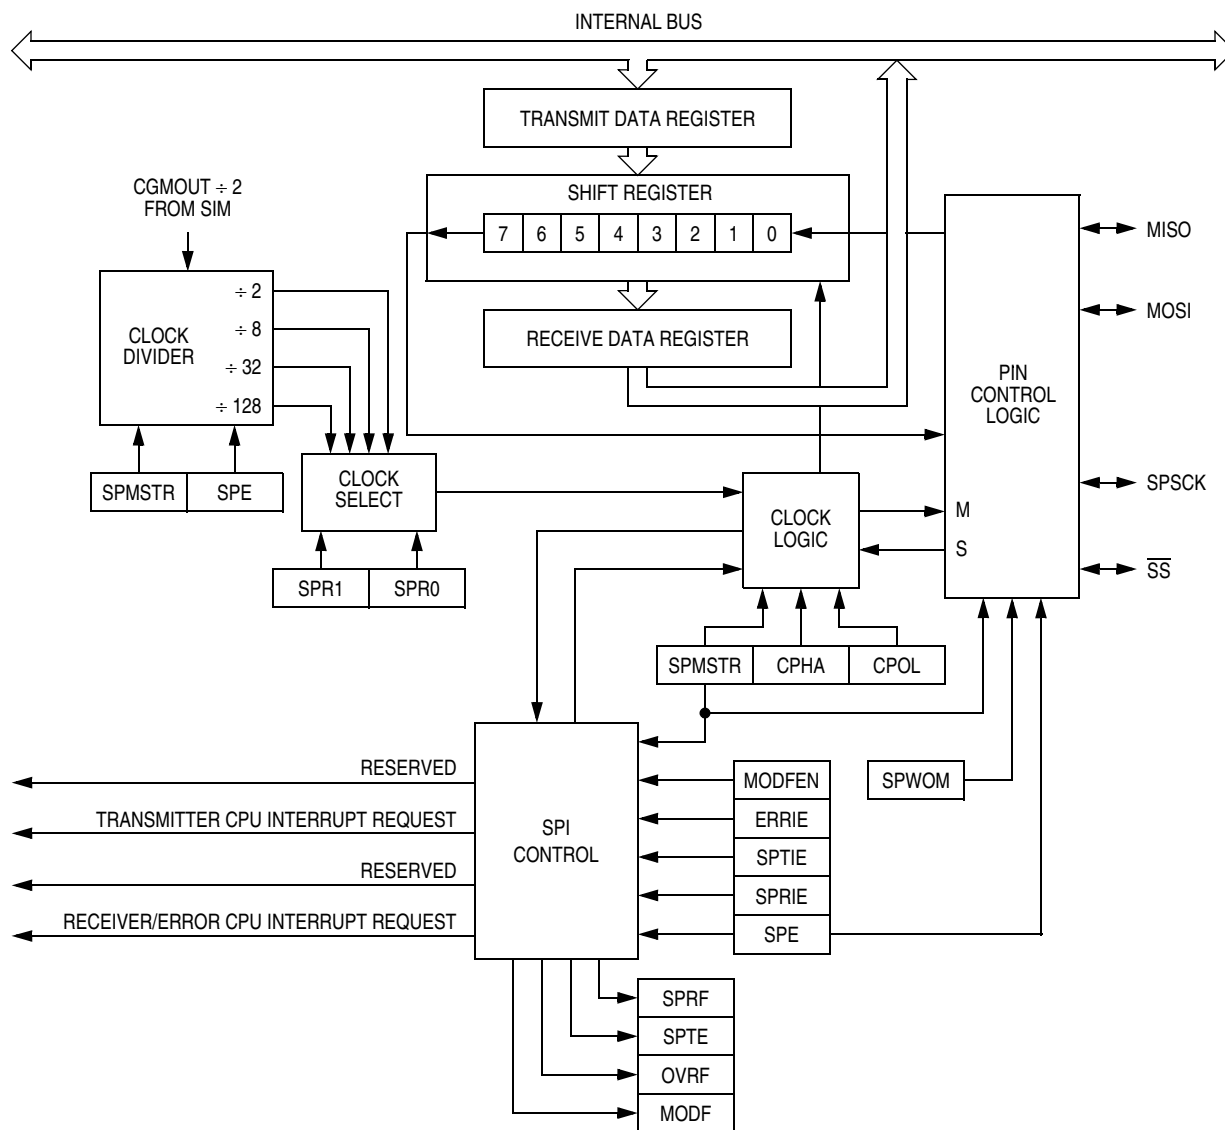 INTERNAL BUS
TRANSMIT DATA REGISTER
CGMOUT ÷ 2
FROM SIM
SHIFT REGISTER
7 6 5 4 3 2 1 0
MISO
÷ 2
÷ 8
÷ 32
÷ 128
CLOCK
DIVIDER
RECEIVE DATA REGISTER
MOSI
PIN
CONTROL
LOGIC
SPMSTR SPE
CLOCK
SELECT
CLOCK
LOGIC
M
S
SPSCK
SS
SPR1 SPR0
SPMSTR CPHA CPOL
RESERVED
TRANSMITTER CPU INTERRUPT REQUEST
RESERVED
RECEIVER/ERROR CPU INTERRUPT REQUEST
SPI
CONTROL
MODFEN
ERRIE
SPTIE
SPRIE
SPE
SPWOM
SPRF
SPTE
OVRF
MODF